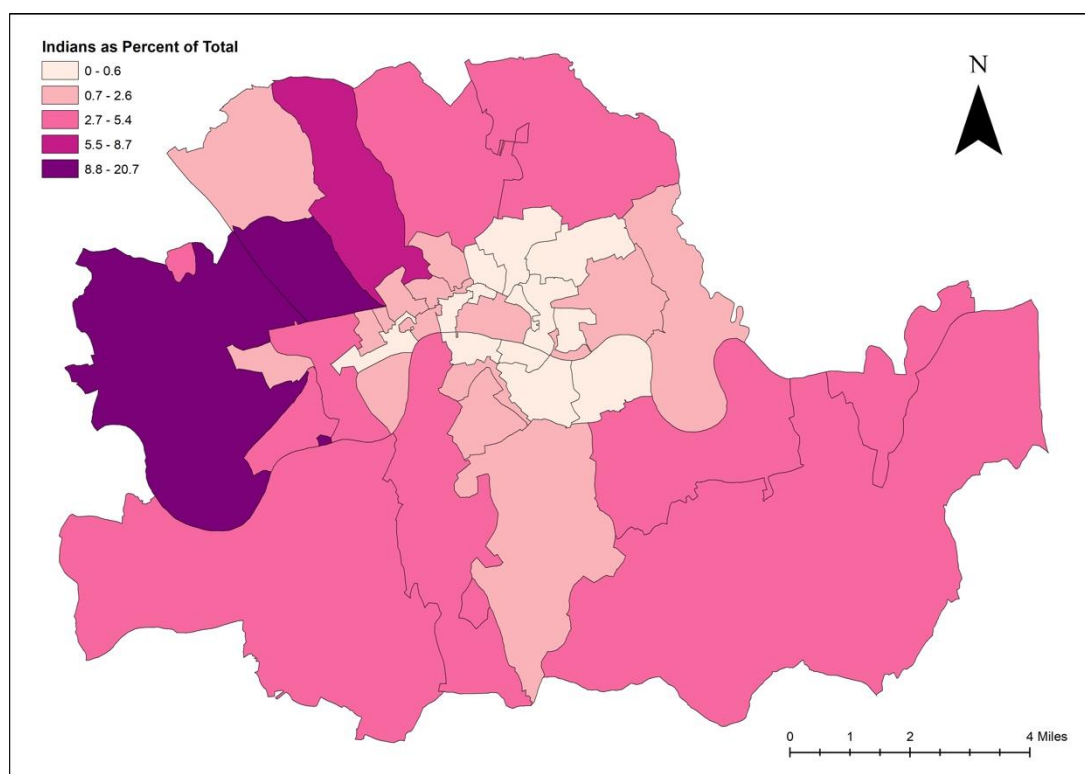 Indians as Percent of Total
0 - 0.6
0.7 - 2.6
2.7 - 5.4
5.5 - 8.7
8.8 - 20.7
N
0 1 2 4 Miles